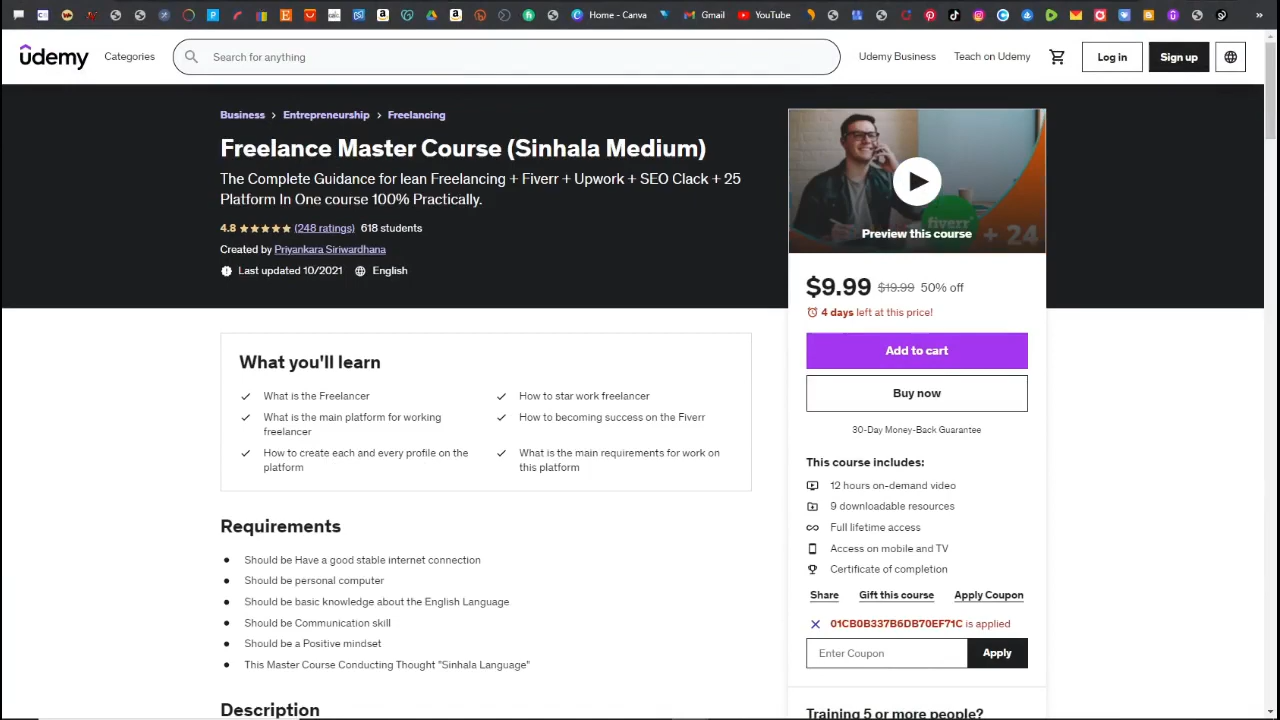 Home - Canva
Gmail
YouTube
»
ûdemy
Categories
Search for anything
Udemy Business
Teach on Udemy
Log in
Sign up
Business > Entrepreneurship > Freelancing
Freelance Master Course (Sinhala Medium)
The Complete Guidance for lean Freelancing + Fiverr + Upwork + SEO Clack + 25
Platform In One course 100% Practically.
4.8 (248 ratings) 618 students
Created by Priyankara Siriwardhana
Last updated 10/2021 English
fiverr
Preview this course
+ 24
$9.99 $19.99 50% off
4 days left at this price!
Add to cart
Buy now
30-Day Money-Back Guarantee
This course includes:
12 hours on-demand video
9 downloadable resources
Full lifetime access
Access on mobile and TV
Certificate of completion
Share Gift this course Apply Coupon
01CB0B337B6DB70EF71C is applied
Enter Coupon Apply
Training 5 or more people?
What you'll learn
What is the Freelancer
What is the main platform for working
freelancer
How to create each and every profile on the
platform
How to star work freelancer
How to becoming success on the Fiverr
What is the main requirements for work on
this platform
Requirements
Should be Have a good stable internet connection
Should be personal computer
Should be basic knowledge about the English Language
Should be Communication skill
Should be a Positive mindset
This Master Course Conducting Thought "Sinhala Language"
Description